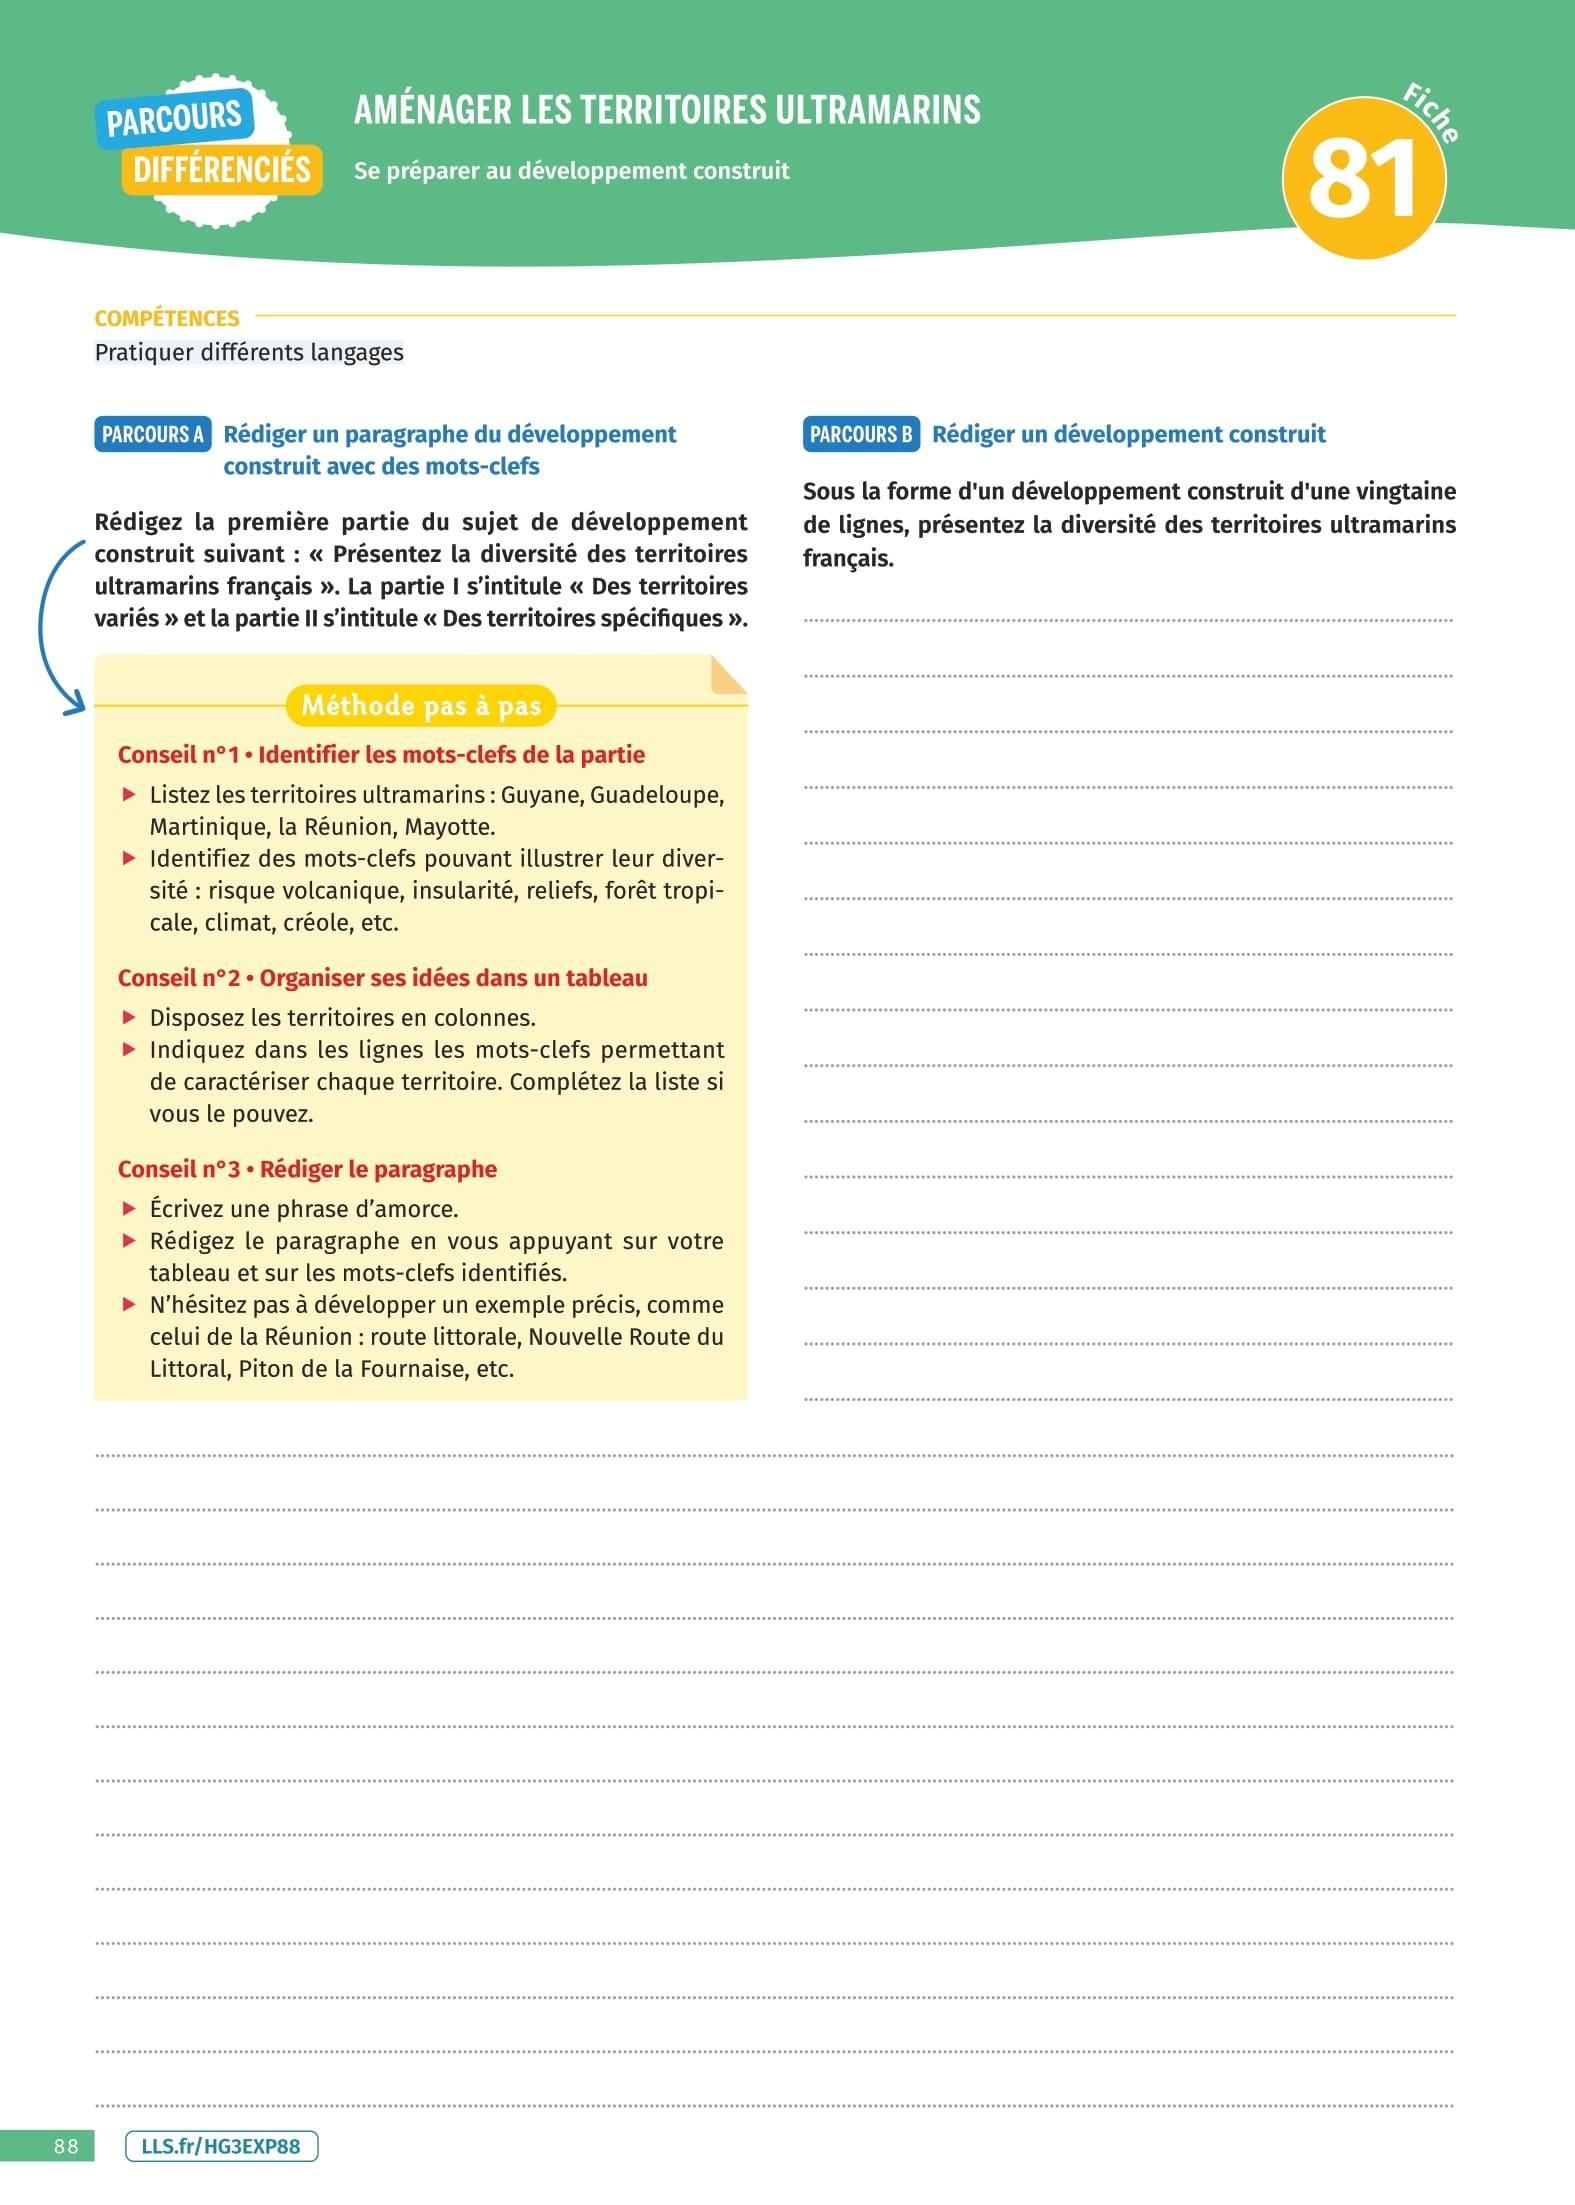 PARCOURS
DIFFÉRENCIÉS
AMÉNAGER LES TERRITOIRES ULTRAMARINS
Se préparer au développement construit
Fiche
81
COMPÉTENCES
Pratiquer différents langages
PARCOURS A Rédiger un paragraphe du développement
construit avec des mots-clefs
Rédigez la première partie du sujet de développement
construit suivant : « Présentez la diversité des territoires
ultramarins français ». La partie I s’intitule « Des territoires
variés » et la partie II s’intitule « Des territoires spécifiques ».
Méthode pas à pas
Conseil n°1 • Identifier les mots-clefs de la partie
▶ Listez les territoires ultramarins : Guyane, Guadeloupe,
Martinique, la Réunion, Mayotte.
▶ Identifiez des mots-clefs pouvant illustrer leur diver-
sité : risque volcanique, insularité, reliefs, forêt tropi-
cale, climat, créole, etc.
Conseil n°2 • Organiser ses idées dans un tableau
▶ Disposez les territoires en colonnes.
▶ Indiquez dans les lignes les mots-clefs permettant
de caractériser chaque territoire. Complétez la liste si
vous le pouvez.
Conseil n°3 • Rédiger le paragraphe
▶ Écrivez une phrase d’amorce.
▶ Rédigez le paragraphe en vous appuyant sur votre
tableau et sur les mots-clefs identifiés.
▶ N’hésitez pas à développer un exemple précis, comme
celui de la Réunion : route littorale, Nouvelle Route du
Littoral, Piton de la Fournaise, etc.
PARCOURS B Rédiger un développement construit
Sous la forme d'un développement construit d'une vingtaine
de lignes, présentez la diversité des territoires ultramarins
français.
88
LLS.fr/HG3EXP88